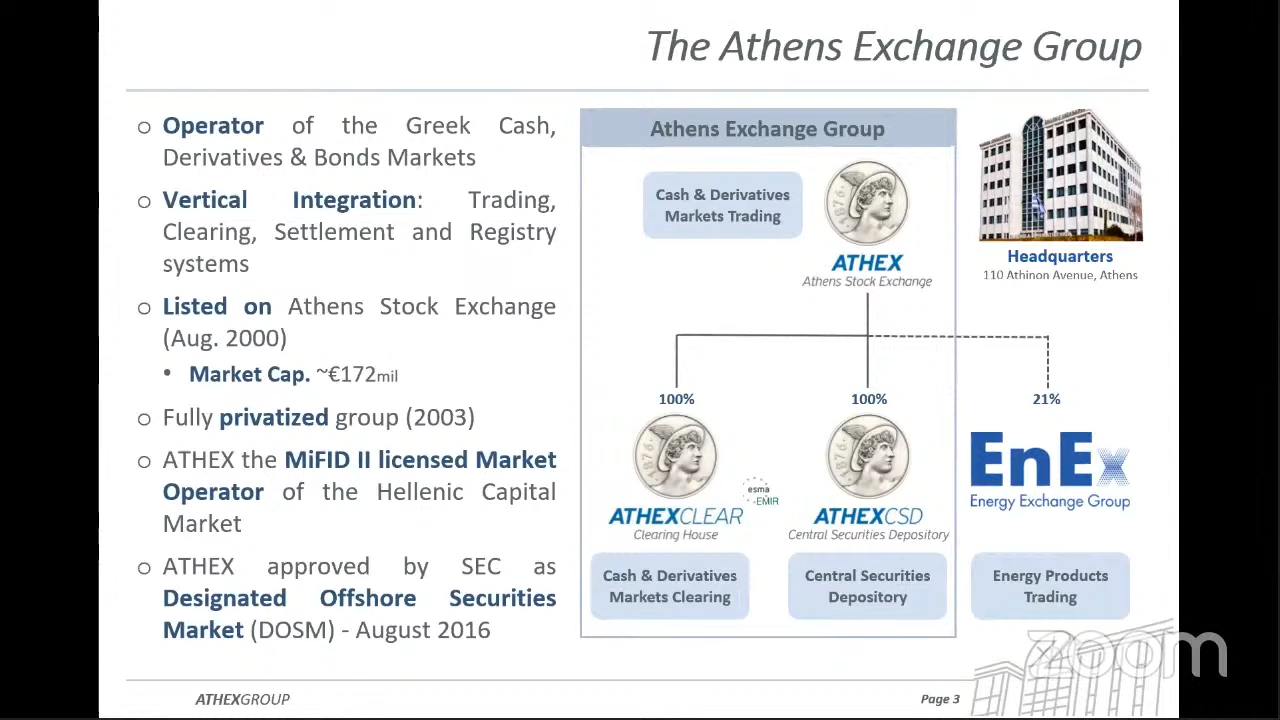 The Athens Exchange Group
o Operator of the Greek Cash,
Derivatives & Bonds Markets
o Vertical Integration: Trading,
Clearing, Settlement and Registry
systems
o Listed on Athens Stock Exchange
(Aug. 2000)
• Market Cap. ~€172mil
o Fully privatized group (2003)
o ATHEX the MiFID II licensed Market
Operator of the Hellenic Capital
Market
o ATHEX approved by SEC as
Designated Offshore Securities
Market (DOSM) - August 2016
Athens Exchange Group
Cash & Derivatives
Markets Trading
·1876·
ATHEX
Athens Stock Exchange
Headquarters
110 Athinon Avenue, Athens
100%
100%
21%
·1876·
esma
EMIR
ATHEXCLEAR
Clearing House
·1876·
ATHEXCSD
Central Securities Depository
EnEx
Energy Exchange Group
Cash & Derivatives
Markets Clearing
Central Securities
Depository
Energy Products
Trading
zoom
ATHEXGROUP
Page 3